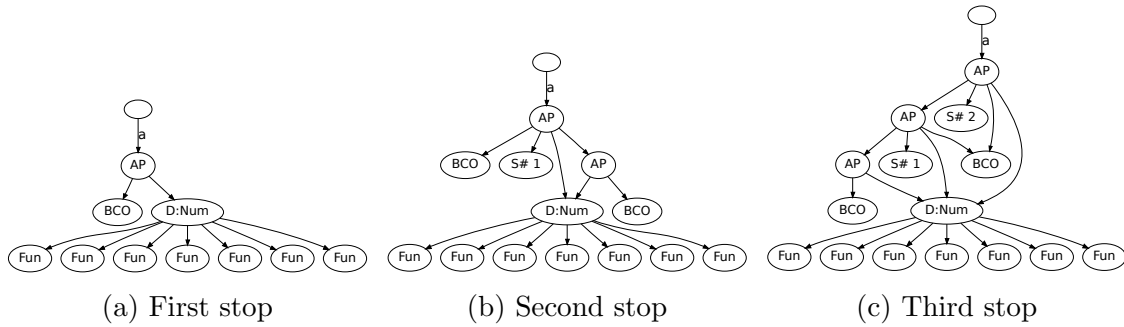 a
AP
BCO D:Num
Fun Fun Fun Fun Fun Fun Fun
(a) First stop
a
AP
BCO S# 1 AP
D:Num BCO
Fun Fun Fun Fun Fun Fun Fun
(b) Second stop
a
AP
AP S# 2
AP S# 1 BCO
BCO D:Num
Fun Fun Fun Fun Fun Fun Fun
(c) Third stop